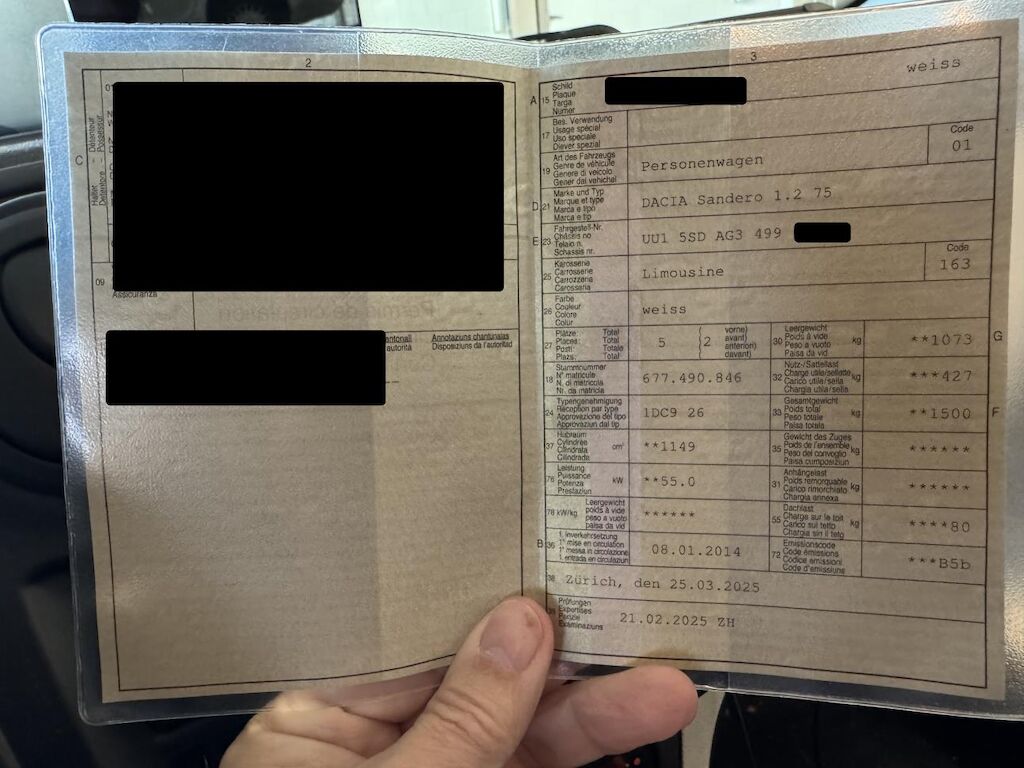 2
C
Halter - Détenteur
Detentore - Possessur
01
09
Assicuranza
Annotaziuns chantunalas
Disposiziuns da l'autoritad
autorità
3
weiss
A 15 Schild
Plaque
Targa
Numer
17 Bes. Verwendung
Usage spécial
Uso speciale
Diever spezial
19 Art des Fahrzeugs
Genre de véhicule
Genere di veicolo
Gener dal vehichel
Personenwagen
Code
01
D 21 Marke und Typ
Marque et type
Marca e tipo
Marca e tip
DACIA Sandero 1.2 75
E 23 Fahrgestell-Nr.
Châssis no
Telaio n.
Schassis nr.
UU1 5SD AG3 499
25 Karosserie
Carrosserie
Carrozzeria
Carosseria
Limousine
Code
163
26 Farbe
Couleur
Colore
Colur
weiss
27 Plätze: Total
Places: Total
Posti: Totale
Plazs: Total
5 (2 vorne)
avant)
anteriori)
davant)
30 Leergewicht
Poids à vide
Peso a vuoto
Paisa da vid
kg
**1073
G
18 Stammnummer
N° matricule
N. di matricola
Nr. da matricla
677.490.846
32 Nutz-/Sattellast
Charge utile/sellette
Carico utile/sella
Chargia utila/sella
kg
***427
24 Typengenehmigung
Réception par type
Approvazione del tipo
Approvaziun dal tip
1DC9 26
33 Gesamtgewicht
Poids total
Peso totale
Paisa totala
kg
**1500
F
37 Hubraum
Cylindrée
Cilindrata
Cilindrada
cm³
**1149
35 Gewicht des Zuges
Poids de l'ensemble
Peso del convoglio
Paisa cumposiziun
kg
******
76 Leistung
Puissance
Potenza
Prestaziun
kW
**55.0
31 Anhängelast
Poids remorquable
Carico rimorchiato
Chargia annexa
kg
******
78 kW/kg Leergewicht
poids à vide
peso a vuoto
paisa da vid
******
55 Dachlast
Charge sur le toit
Carico sul tetto
Chargia sin il tetg
kg
****80
B 36 1. Inverkehrsetzung
1re mise en circulation
1a messa in circolazione
1. entrada en circulaziun
08.01.2014
72 Emissionscode
Code émissions
Codice emissioni
Code d'emissiuns
***B5b
38 Zürich, den 25.03.2025
39 Prüfungen
Expertises
Perizie
Examinaziuns
21.02.2025 ZH